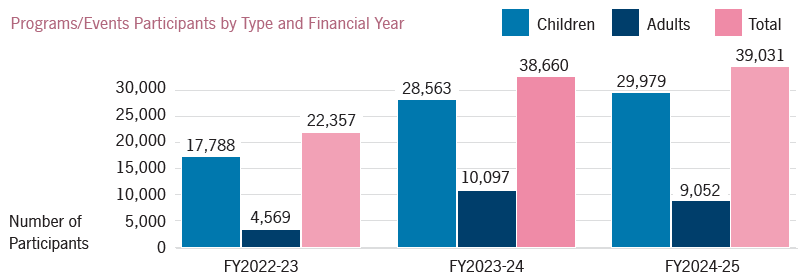 Programs/Events Participants by Type and Financial Year
Children
Adults
Total
30,000
25,000
20,000
15,000
10,000
5,000
0
Number of
Participants
17,788
4,569
22,357
28,563
10,097
38,660
29,979
9,052
39,031
FY2022-23
FY2023-24
FY2024-25